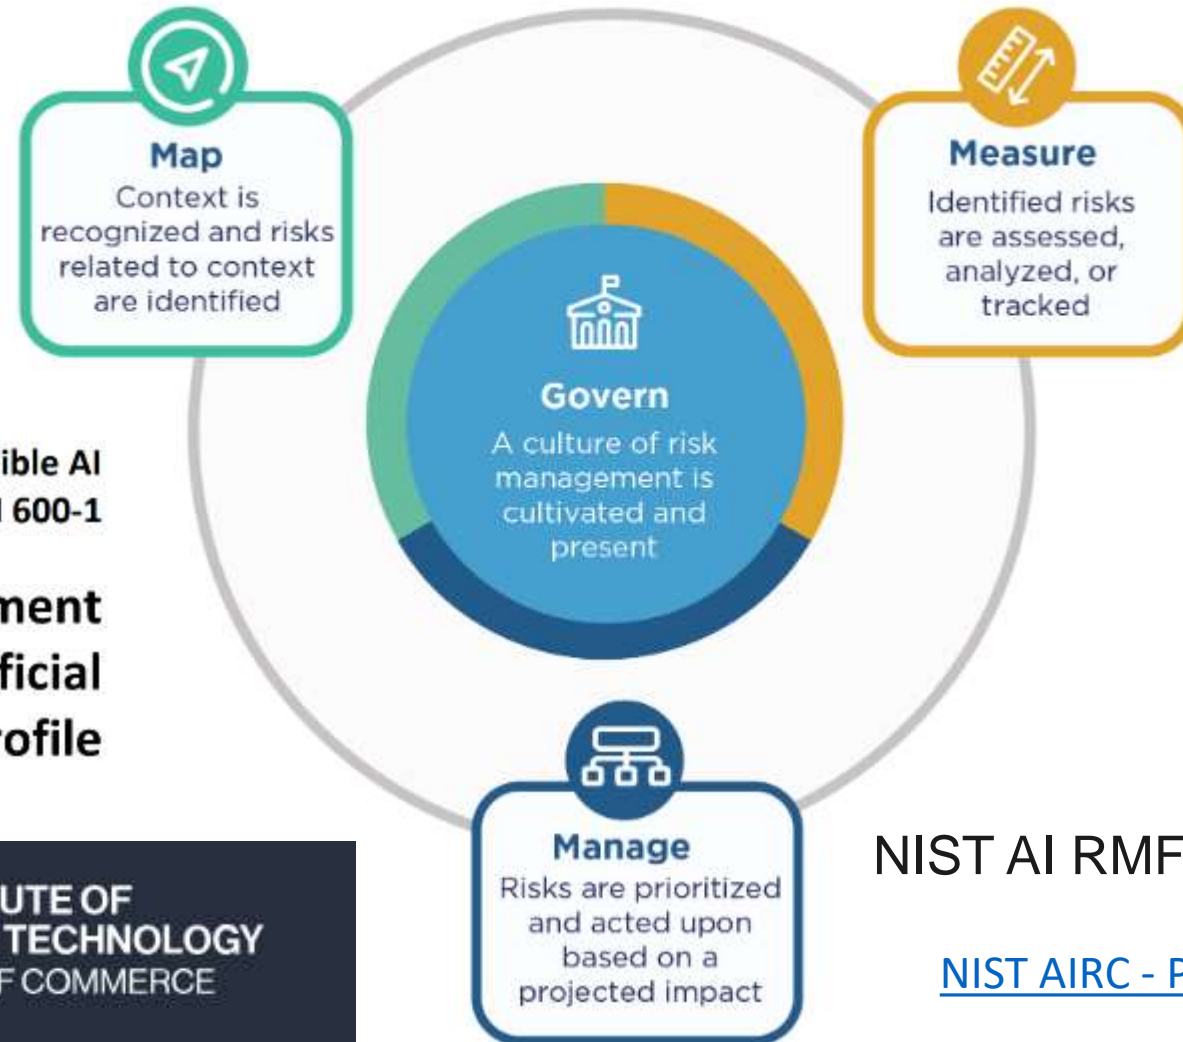 Map
Context is
recognized and risks
related to context
are identified
Measure
Identified risks
are assessed,
analyzed, or
tracked
Govern
A culture of risk
management is
cultivated and
present
ible AI
600-1
ment
ficial
rofile
Manage
Risks are prioritized
and acted upon
based on a
projected impact
UTE OF
TECHNOLOGY
F COMMERCE
NIST AI RMF
NIST AIRC - P